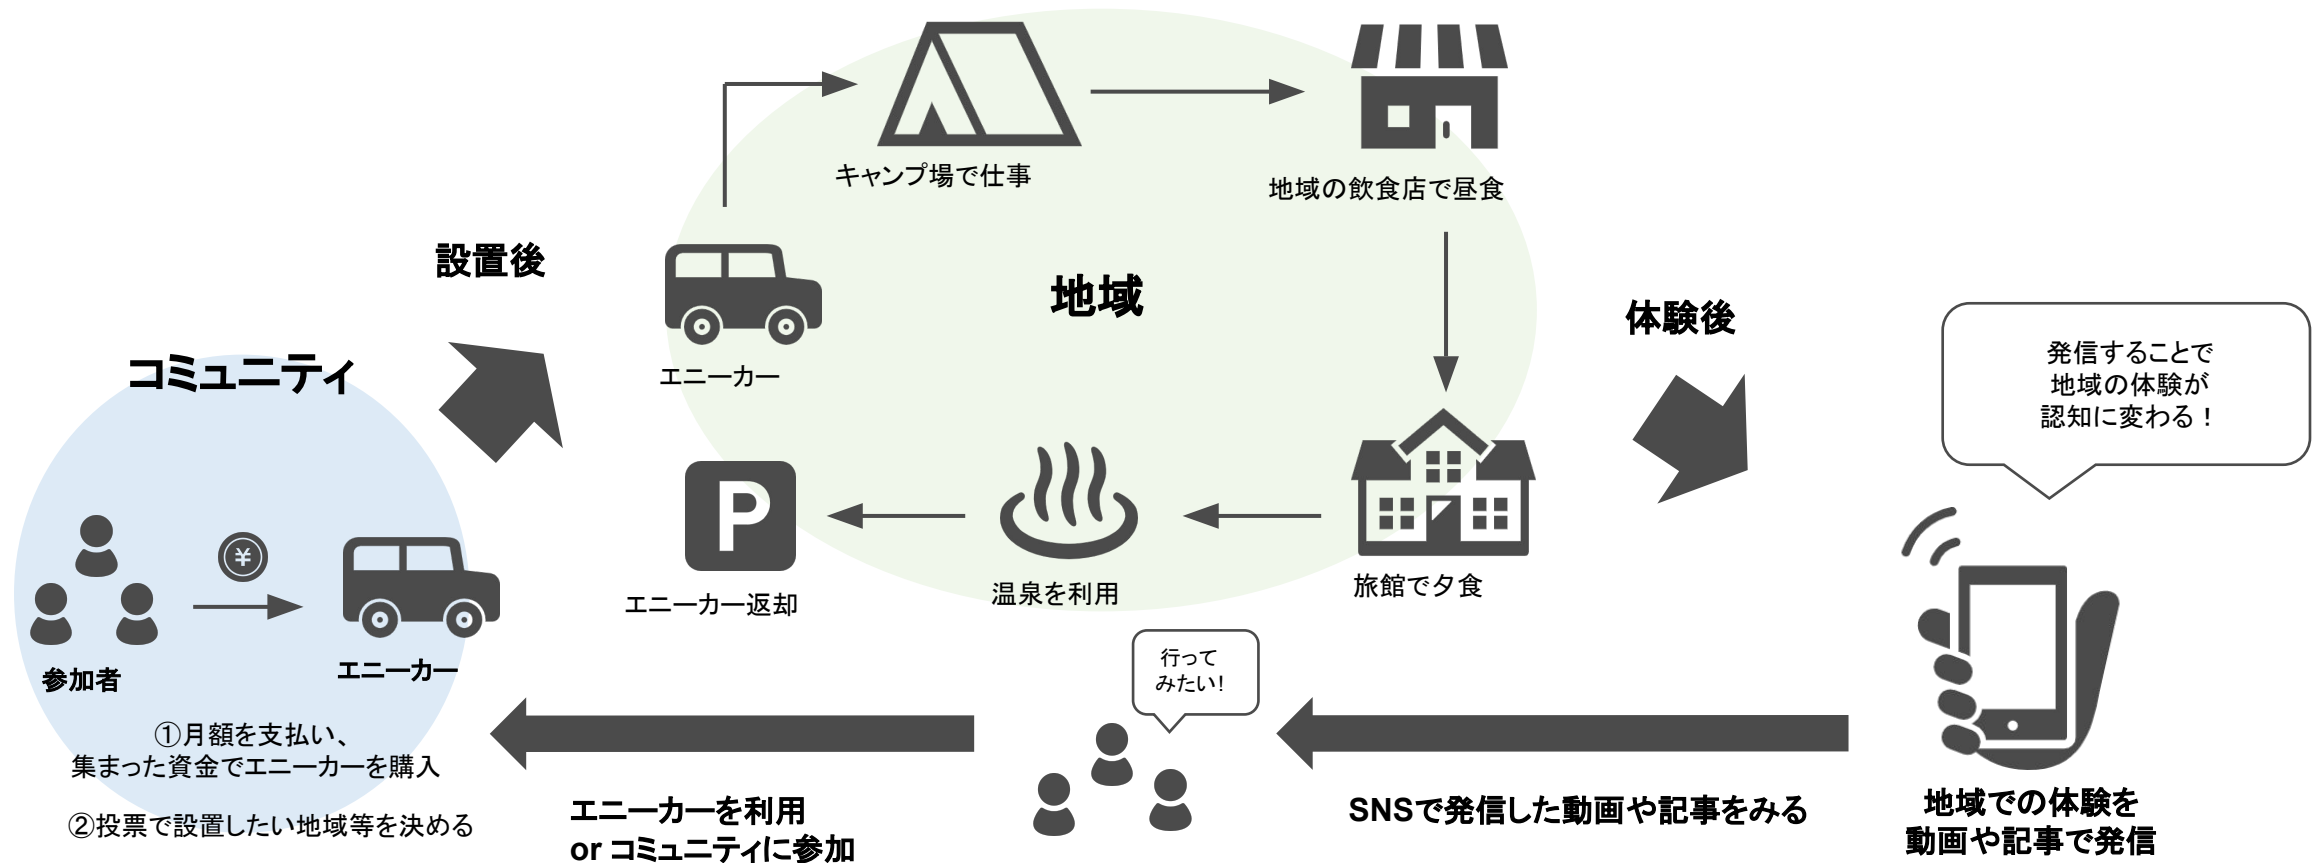 キャンプ場で仕事
地域の飲食店で昼食
設置後
地域
エニーカー
体験後
発信することで
地域の体験が
認知に変わる！
コミュニティ
¥
参加者
エニーカー
①月額を支払い、
集まった資金でエニーカーを購入
②投票で設置したい地域等を決める
P
エニーカー返却
温泉を利用
旅館で夕食
行って
みたい！
エニーカーを利用
or コミュニティに参加
SNSで発信した動画や記事をみる
地域での体験を
動画や記事で発信